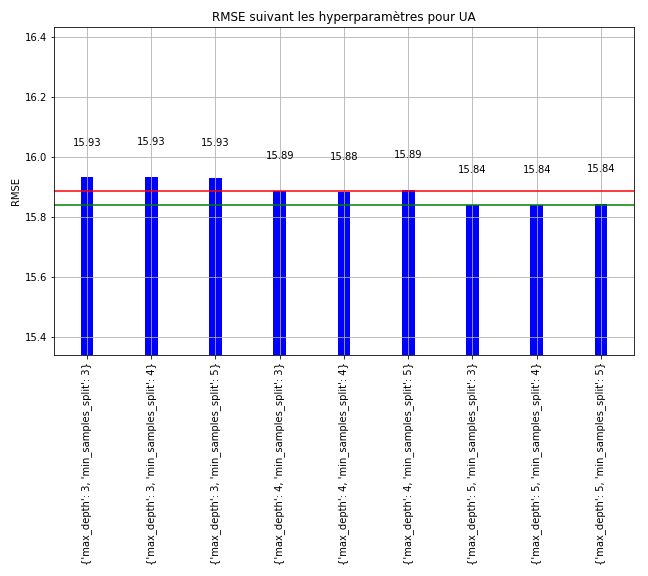 RMSE suivant les hyperparamètres pour UA
RMSE
16.4
16.2
16.0
15.8
15.6
15.4
15.93
15.93
15.93
15.89
15.88
15.89
15.84
15.84
15.84
{'max_depth': 3, 'min_samples_split': 3}
{'max_depth': 3, 'min_samples_split': 4}
{'max_depth': 3, 'min_samples_split': 5}
{'max_depth': 4, 'min_samples_split': 3}
{'max_depth': 4, 'min_samples_split': 4}
{'max_depth': 4, 'min_samples_split': 5}
{'max_depth': 5, 'min_samples_split': 3}
{'max_depth': 5, 'min_samples_split': 4}
{'max_depth': 5, 'min_samples_split': 5}